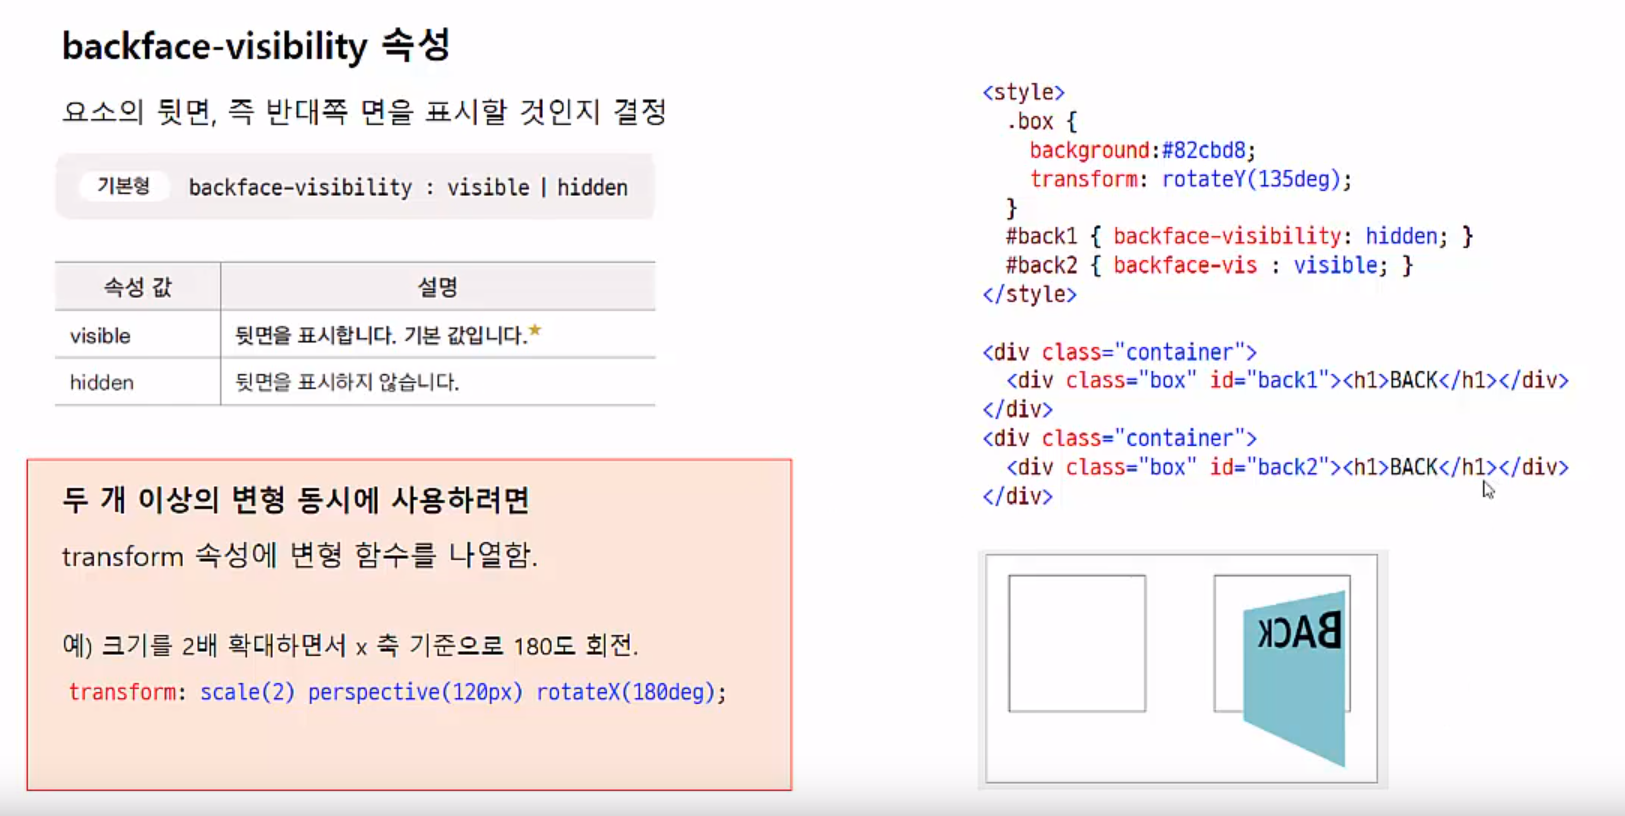 backface-visibility 속성
요소의 뒷면, 즉 반대쪽 면을 표시할 것인지 결정
기본형 backface-visibility : visible | hidden
속성 값 설명
visible 뒷면을 표시합니다. 기본 값입니다.★
hidden 뒷면을 표시하지 않습니다.
두 개 이상의 변형 동시에 사용하려면
transform 속성에 변형 함수를 나열함.
예) 크기를 2배 확대하면서 x 축 기준으로 180도 회전.
transform: scale(2) perspective(120px) rotateX(180deg);
<style>
.box {
background:#82cbd8;
transform: rotateY(135deg);
}
#back1 { backface-visibility: hidden; }
#back2 { backface-vis : visible; }
</style>
<div class="container">
<div class="box" id="back1"><h1>BACK</h1></div>
</div>
<div class="container">
<div class="box" id="back2"><h1>BACK</h1></div>
</div>
BACK